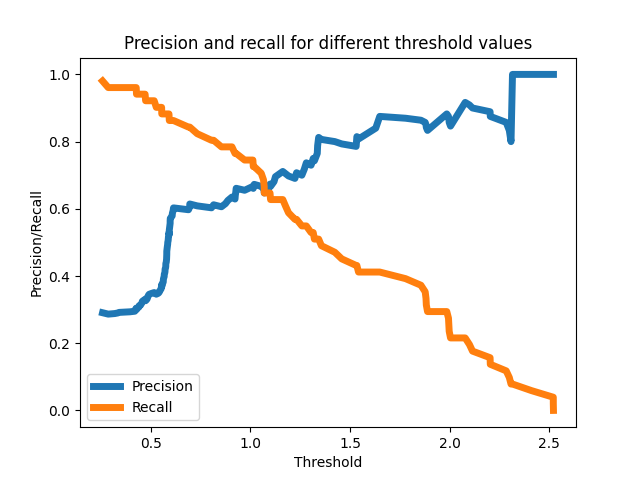 Precision and recall for different threshold values
1.0
0.8
0.6
0.4
0.2
0.0
Precision/Recall
Precision
Recall
0.5
1.0
1.5
2.0
2.5
Threshold